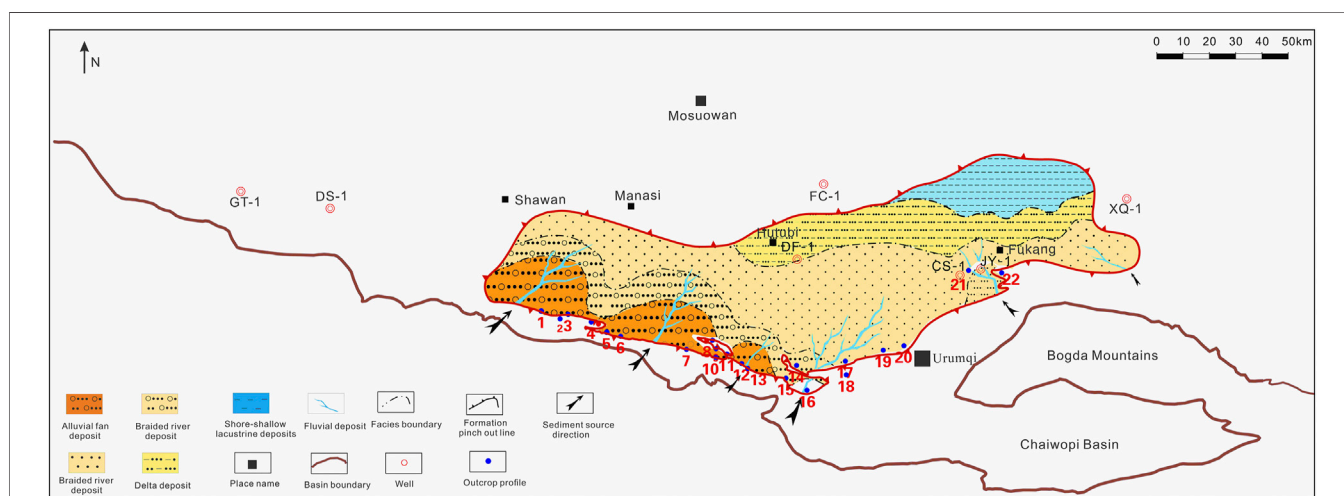 0 10 20 30 40 50km
N
Mosuowan
GT-1
DS-1
Shawan
Manasi
FC-1
XQ-1
Hutubi
DF-1
Fukang
CS-1
JY-1
21
22
1
2
3
4
5
6
7
8
10
11
12
13
14
15
16
17
18
19
20
Urumqi
Bogda Mountains
Chaiwopi Basin
Alluvial fan
deposit
Braided river
deposit
Shore-shallow
lacustrine deposits
Fluvial deposit
Facies boundary
Formation
pinch out line
Sediment source
direction
Braided river
deposit
Delta deposit
Place name
Basin boundary
Well
Outcrop profile